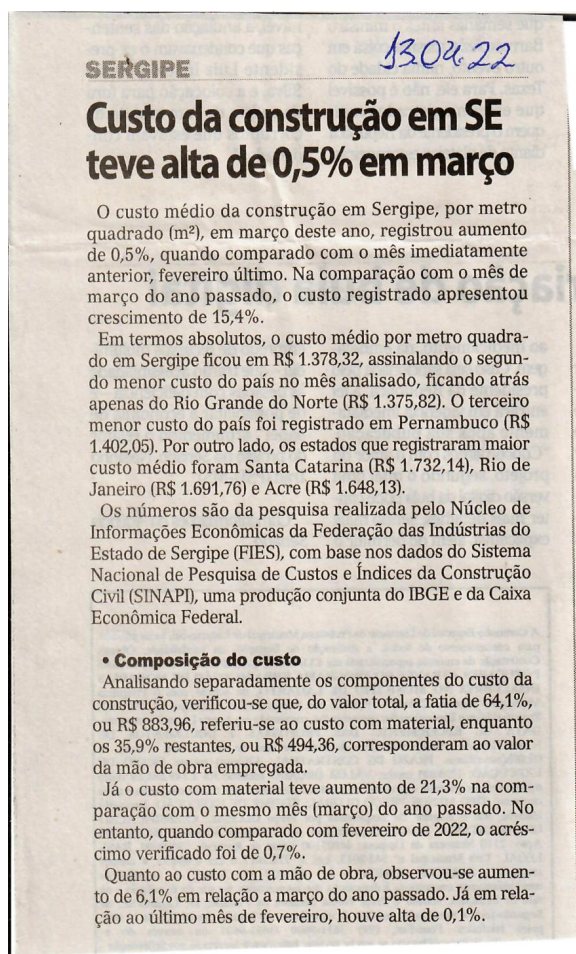 13.04.22
SERGIPE
Custo da construção em SE
teve alta de 0,5% em março
O custo médio da construção em Sergipe, por metro
quadrado (m²), em março deste ano, registrou aumento
de 0,5%, quando comparado com o mês imediatamente
anterior, fevereiro último. Na comparação com o mês de
março do ano passado, o custo registrado apresentou
crescimento de 15,4%.
Em termos absolutos, o custo médio por metro quadra-
do em Sergipe ficou em R$ 1.378,32, assinalando o segun-
do menor custo do país no mês analisado, ficando atrás
apenas do Rio Grande do Norte (R$ 1.375,82). O terceiro
menor custo do país foi registrado em Pernambuco (R$
1.402,05). Por outro lado, os estados que registraram maior
custo médio foram Santa Catarina (R$ 1.732,14), Rio de
Janeiro (R$ 1.691,76) e Acre (R$ 1.648,13).
Os números são da pesquisa realizada pelo Núcleo de
Informações Econômicas da Federação das Indústrias do
Estado de Sergipe (FIES), com base nos dados do Sistema
Nacional de Pesquisa de Custos e Índices da Construção
Civil (SINAPI), uma produção conjunta do IBGE e da Caixa
Econômica Federal.
• Composição do custo
Analisando separadamente os componentes do custo da
construção, verificou-se que, do valor total, a fatia de 64,1%,
ou R$ 883,96, referiu-se ao custo com material, enquanto
os 35,9% restantes, ou R$ 494,36, corresponderam ao valor
da mão de obra empregada.
Já o custo com material teve aumento de 21,3% na com-
paração com o mesmo mês (março) do ano passado. No
entanto, quando comparado com fevereiro de 2022, o acrés-
cimo verificado foi de 0,7%.
Quanto ao custo com a mão de obra, observou-se aumen-
to de 6,1% em relação a março do ano passado. Já em rela-
ção ao último mês de fevereiro, houve alta de 0,1%.